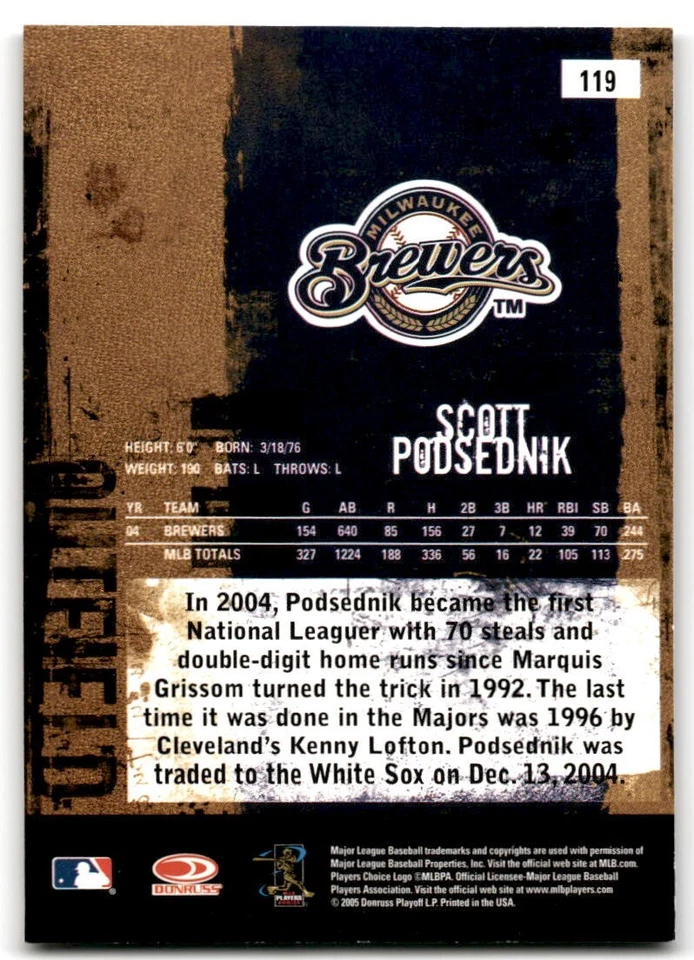 119
MILWAUKEE
Brewers
TM
SCOTT
PODSEDNIK
HEIGHT: 6'0" BORN: 3/18/76
WEIGHT: 190 BATS: L THROWS: L
OUTFIELD
YR TEAM G AB R H 2B 3B HR RBI SB BA
04 BREWERS 154 640 85 156 27 7 12 39 70 .244
MLB TOTALS 327 1224 188 336 56 16 22 105 113 .275
In 2004, Podsednik became the first
National Leaguer with 70 steals and
double-digit home runs since Marquis
Grissom turned the trick in 1992. The last
time it was done in the Majors was 1996 by
Cleveland's Kenny Lofton. Podsednik was
traded to the White Sox on Dec. 13, 2004.
DONRUSS
PLAYERS
CHOICE
Major League Baseball trademarks and copyrights are used with permission of
Major League Baseball Properties, Inc. Visit the official web site at MLB.com.
Players Choice Logo ©MLBPA. Official Licensee-Major League Baseball
Players Association. Visit the official web site at www.mlbplayers.com
© 2005 Donruss Playoff L.P. Printed in the USA.